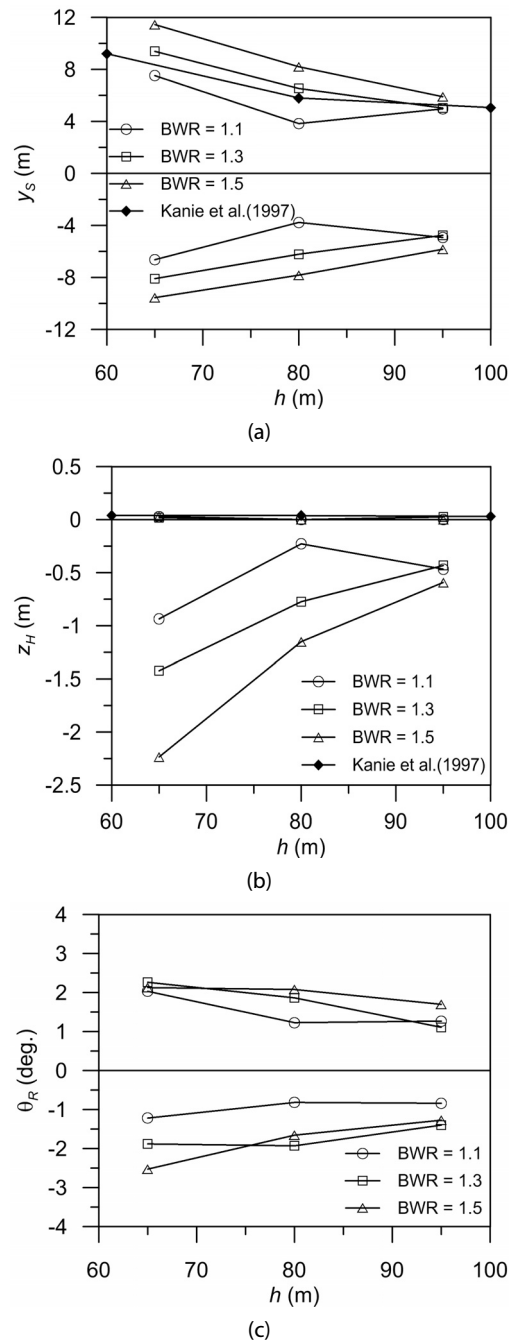 12
8
4
0
-4
-8
-12
yS (m)
BWR = 1.1
BWR = 1.3
BWR = 1.5
Kanie et al.(1997)
60 70 80 90 100
h (m)
(a)
0.5
0
-0.5
-1
-1.5
-2
-2.5
zH (m)
BWR = 1.1
BWR = 1.3
BWR = 1.5
Kanie et al.(1997)
60 70 80 90 100
h (m)
(b)
4
3
2
1
0
-1
-2
-3
-4
θR (deg.)
BWR = 1.1
BWR = 1.3
BWR = 1.5
60 70 80 90 100
h (m)
(c)